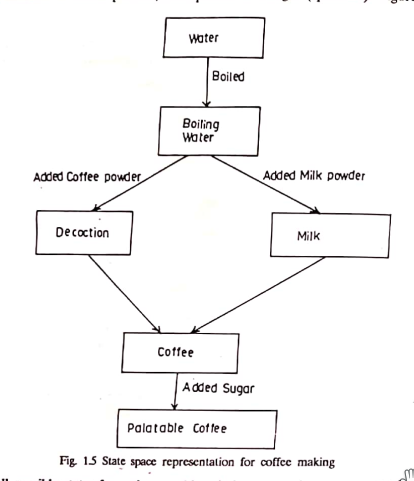 Water
Boiled
Boiling
Water
Added Coffee powder
Added Milk powder
Decoction
Milk
Coffee
Added Sugar
Palatable Coffee
Fig. 1.5 State space representation for coffee making